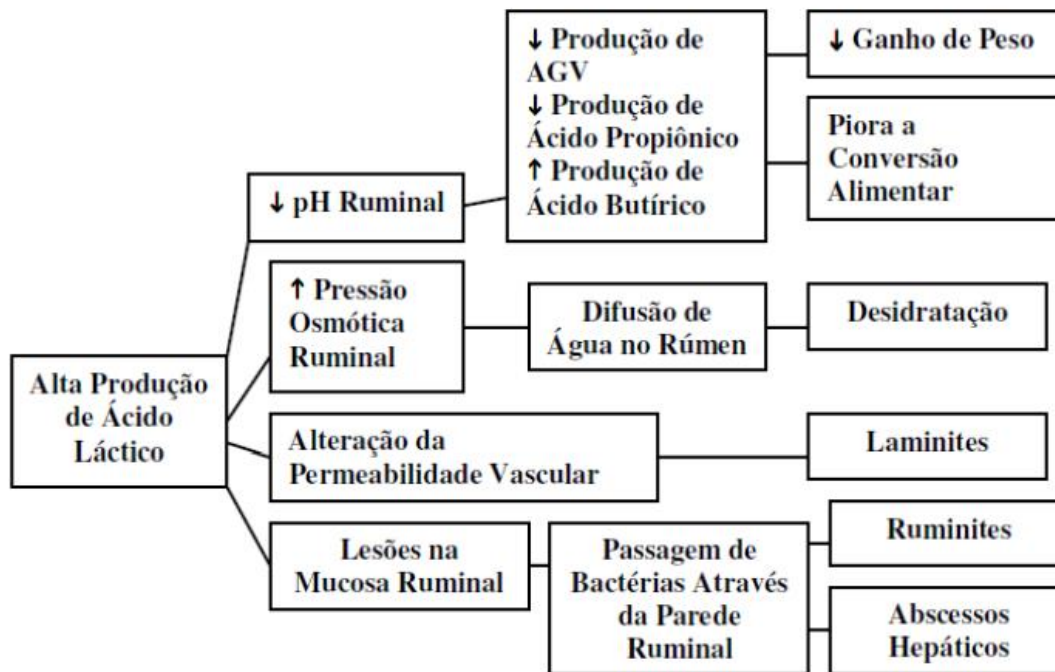 ↓ Produção de
AGV
↓ Produção de
Ácido Propiônico
↑ Produção de
Ácido Butírico
↓ Ganho de Peso
Piora a
Conversão
Alimentar
↓ pH Ruminal
↑ Pressão
Osmótica
Ruminal
Difusão de
Água no Rúmen
Desidratação
Alta Produção
de Ácido
Láctico
Alteração da
Permeabilidade Vascular
Laminites
Lesões na
Mucosa Ruminal
Passagem de
Bactérias Através
da Parede
Ruminal
Ruminites
Abscessos
Hepáticos